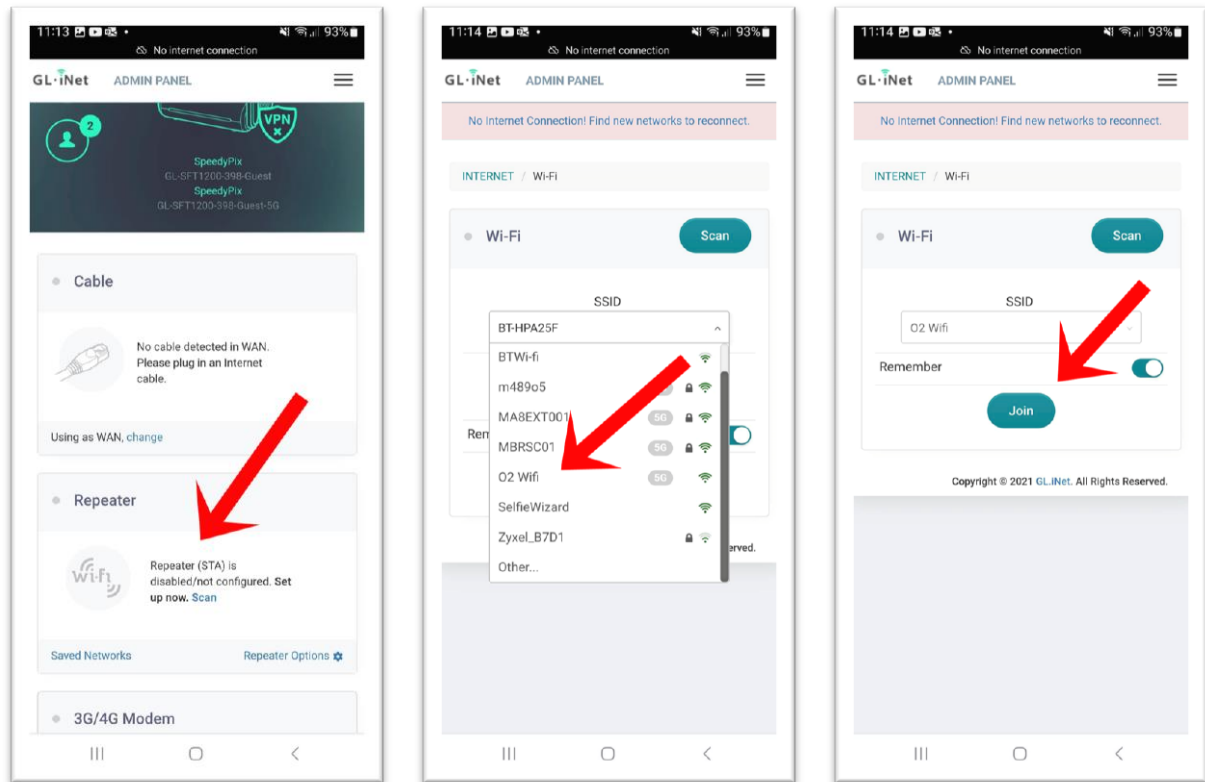 11:13
93%
No internet connection
GL·iNet ADMIN PANEL
2
VPN
SpeedyPix
GL-SFT1200-398-Guest
SpeedyPix
GL-SFT1200-398-Guest-5G
Cable
No cable detected in WAN.
Please plug in an Internet
cable.
Using as WAN, change
Repeater
Wi-Fi
Repeater (STA) is
disabled/not configured. Set
up now. Scan
Saved Networks Repeater Options
3G/4G Modem
11:14
93%
No internet connection
GL·iNet ADMIN PANEL
No Internet Connection! Find new networks to reconnect.
INTERNET / Wi-Fi
Wi-Fi Scan
SSID
BT-HPA25F
BTWi-fi
m489o5
MA8EXT001 5G
Rem
MBRSC01 5G
O2 Wifi 5G
SelfieWizard
Zyxel_B7D1
erved.
Other...
11:14
93%
No internet connection
GL·iNet ADMIN PANEL
No Internet Connection! Find new networks to reconnect.
INTERNET / Wi-Fi
Wi-Fi Scan
SSID
O2 Wifi
Remember
Join
Copyright © 2021 GL.iNet. All Rights Reserved.